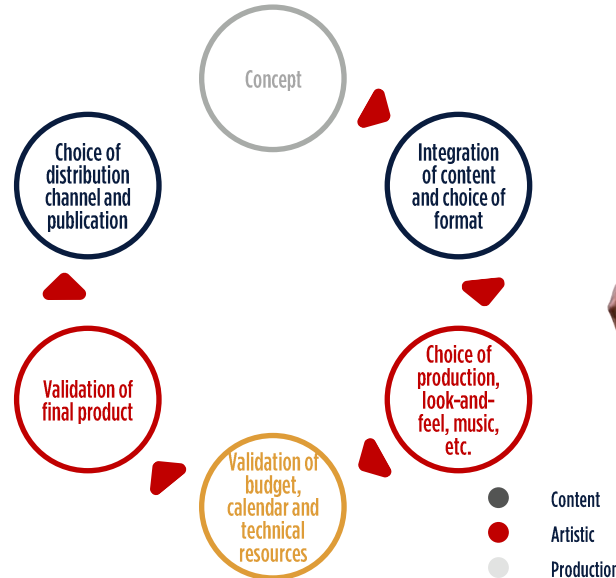 Concept
Integration
of content
and choice of
format
Choice of
production,
look-and-
feel, music,
etc.
Validation of
budget,
calendar and
technical
resources
Validation of
final product
Choice of
distribution
channel and
publication
Content
Artistic
Production